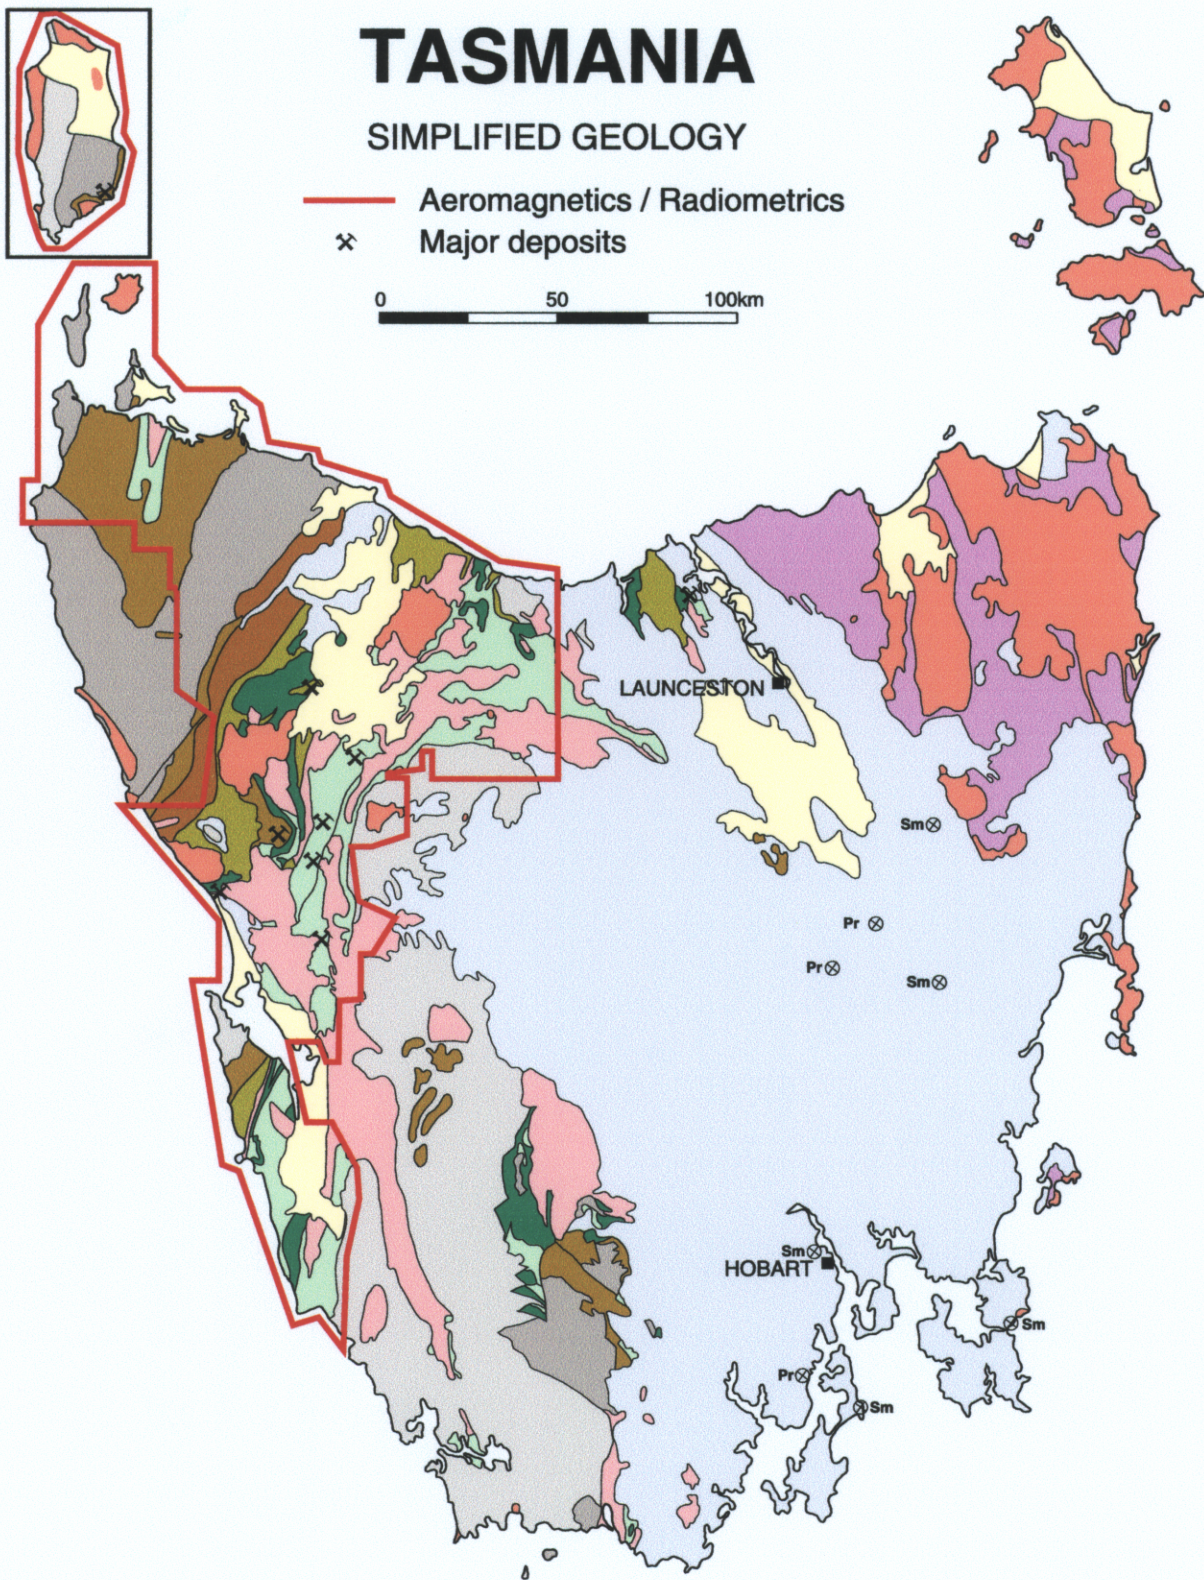 TASMANIA
SIMPLIFIED GEOLOGY
Aeromagnetics / Radiometrics
Major deposits
0 50 100km
LAUNCESTON
Sm
Pr
Pr
Sm
Sm
HOBART
Sm
Pr
Sm